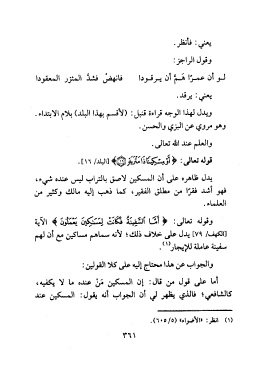 يعني: فأنظر.
وقول الراجز:
لـو أن عمـرًا هَـمَّ أن يـرقـودا فانهضْ فشدَّ المئزر المعقودا
يعني: يرقد.
ويدل لهذا الوجه قراءة قنبل: (لأقسم بهذا البلد) بلام الابتداء.
وهو مروي عن البزي والحسن.
والعلم عند الله تعالى.
قوله تعالى: ﴿ أَوْ مِسْكِينًا ذَا مَتْرَبَةٍ ﴾ [البلد/ ١٦].
يدل ظاهره على أن المسكين لاصق بالتراب ليس عنده شيء،
فهو أشد فقرًا من مطلق الفقير، كما ذهب إليه مالك وكثير من
العلماء.
وقوله تعالى: ﴿ أَمَّا السَّفِينَةُ فَكَانَتْ لِمَسَاكِينَ يَعْمَلُونَ ﴾ الآية
[الكهف/ ٧٩] يدل على خلاف ذلك؛ لأنه سماهم مساكين مع أن لهم
سفينة عاملة للإيجار(١).
والجواب عن هذا محتاج إليه على كلا القولين:
أما على قول من قال: إن المسكين مَنْ عنده ما لا يكفيه،
كالشافعي؛ فالذي يظهر لي أن الجواب أنه يقول: المسكين عند
(١) انظر: «الأضواء» (٥/ ٦٠٥).
٣٦١